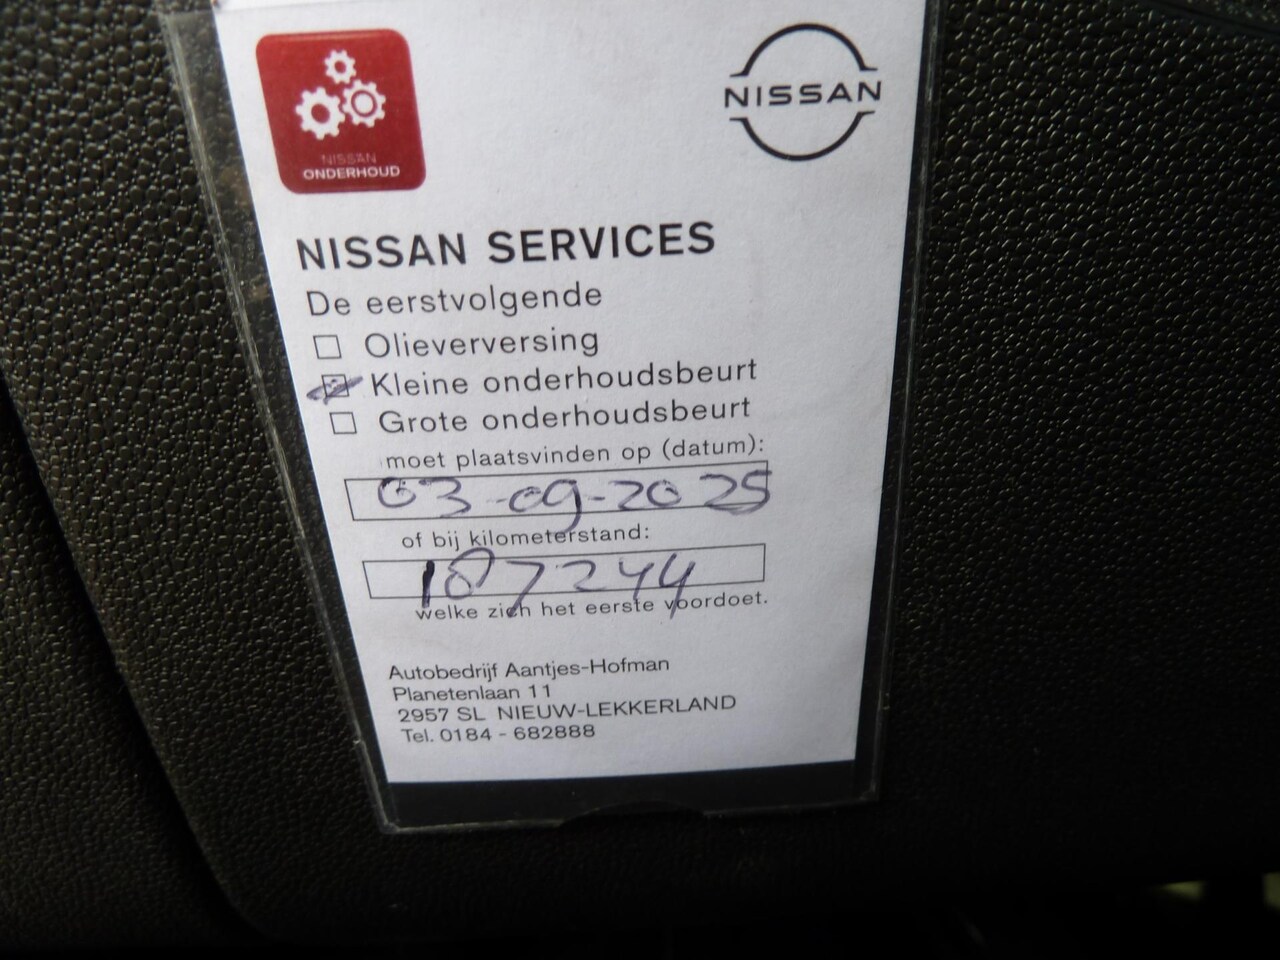 NISSAN
ONDERHOUD
NISSAN
NISSAN SERVICES
De eerstvolgende
Olieverversing
Kleine onderhoudsbeurt
Grote onderhoudsbeurt
moet plaatsvinden op (datum):
03-09-2025
of bij kilometerstand:
187244
welke zich het eerste voordoet.
Autobedrijf Aantjes-Hofman
Planetenlaan 11
2957 SL NIEUW-LEKKERLAND
Tel. 0184 - 682888